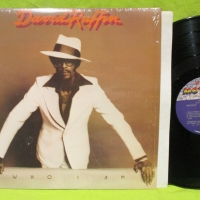 David Ruffin
WHO I AM